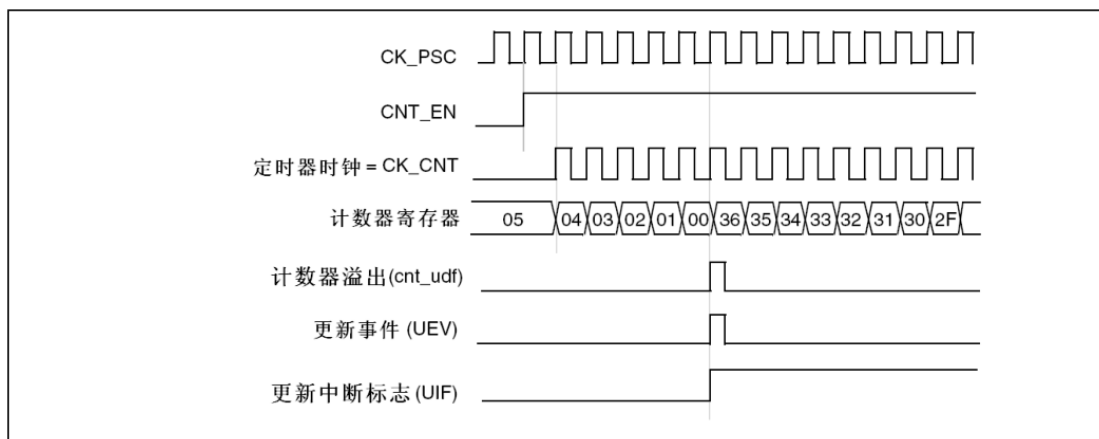 CK_PSC
CNT_EN
定时器时钟 = CK_CNT
计数器寄存器 05 04 03 02 01 00 36 35 34 33 32 31 30 2F
计数器溢出(cnt_udf)
更新事件 (UEV)
更新中断标志 (UIF)